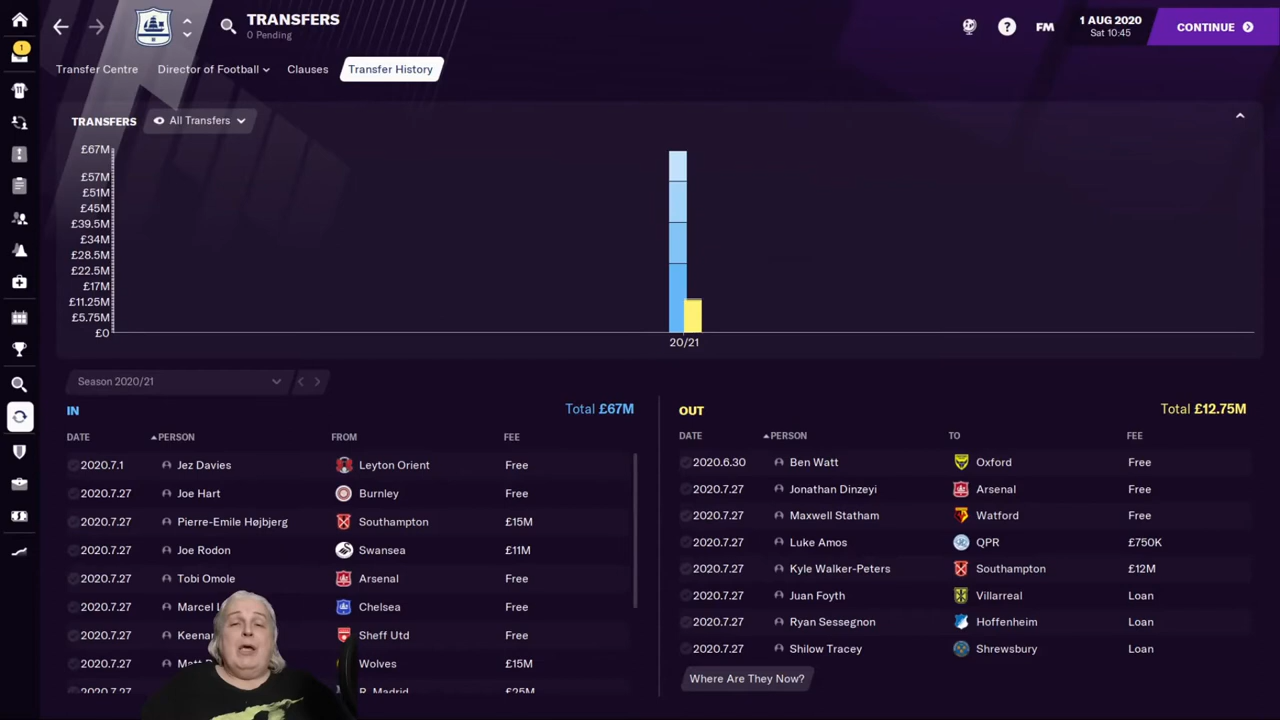 TRANSFERS
0 Pending
FM
1 AUG 2020
Sat 10:45
CONTINUE
1
11
Transfer Centre
Director of Football
Clauses
Transfer History
TRANSFERS
All Transfers
£67M
£57M
£51M
£45M
£39.5M
£34M
£28.5M
£22.5M
£17M
£11.25M
£5.75M
£0
20/21
Season 2020/21
IN
Total £67M
DATE PERSON FROM FEE
2020.7.1 Jez Davies Leyton Orient Free
2020.7.27 Joe Hart Burnley Free
2020.7.27 Pierre-Emile Højbjerg Southampton £15M
2020.7.27 Joe Rodon Swansea £11M
2020.7.27 Tobi Omole Arsenal Free
2020.7.27 Marcel Chelsea Free
2020.7.27 Sheff Utd Free
2020.7.27 Wolves £15M
2020.7.27 R. Madrid £25M
OUT
Total £12.75M
DATE PERSON TO FEE
2020.6.30 Ben Watt Oxford Free
2020.7.27 Jonathan Dinzeyi Arsenal Free
2020.7.27 Maxwell Statham Watford Free
2020.7.27 Luke Amos QPR £750K
2020.7.27 Kyle Walker-Peters Southampton £12M
2020.7.27 Juan Foyth Villarreal Loan
2020.7.27 Ryan Sessegnon Hoffenheim Loan
2020.7.27 Shilow Tracey Shrewsbury Loan
Where Are They Now?